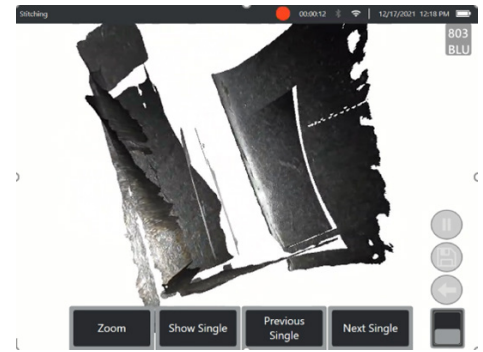 Stitching
00:00:12
12/17/2021 12:18 PM
803
BLU
Zoom
Show Single
Previous
Single
Next Single